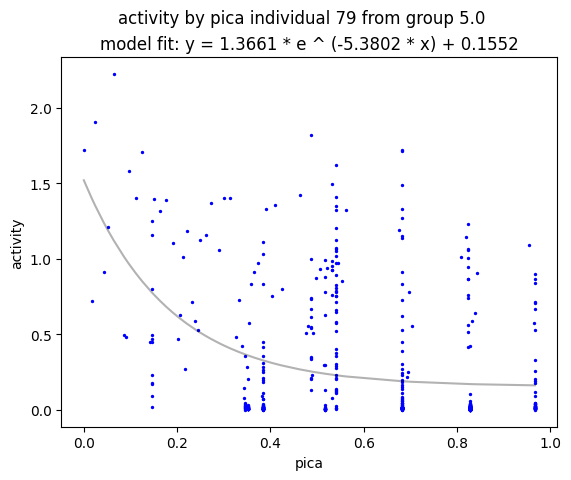 activity by pica individual 79 from group 5.0
model fit: y = 1.3661 * e ^ (-5.3802 * x) + 0.1552
2.0
1.5
1.0
0.5
0.0
activity
0.0 0.2 0.4 0.6 0.8 1.0
pica